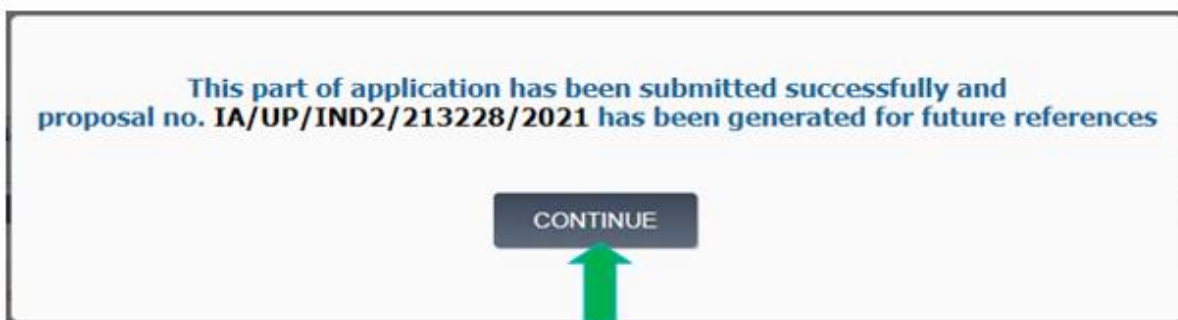 This part of application has been submitted successfully and
proposal no. IA/UP/IND2/213228/2021 has been generated for future references
CONTINUE